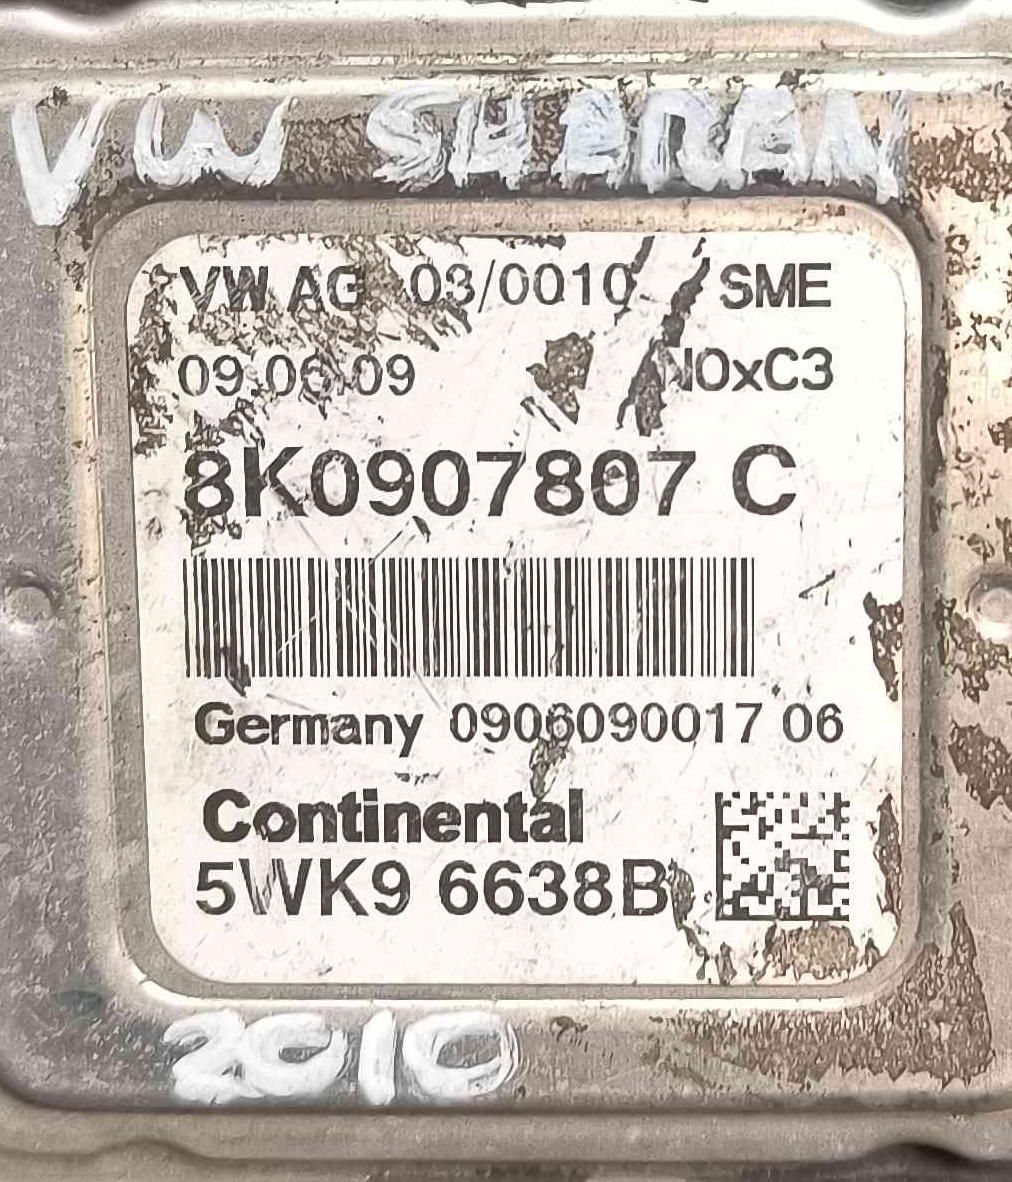 VW SHARAN
VW AG 03/0010 SME
09.06.09 NOxC3
8K0907807 C
Germany 0906090017 06
Continental
5WK9 6638B
2010